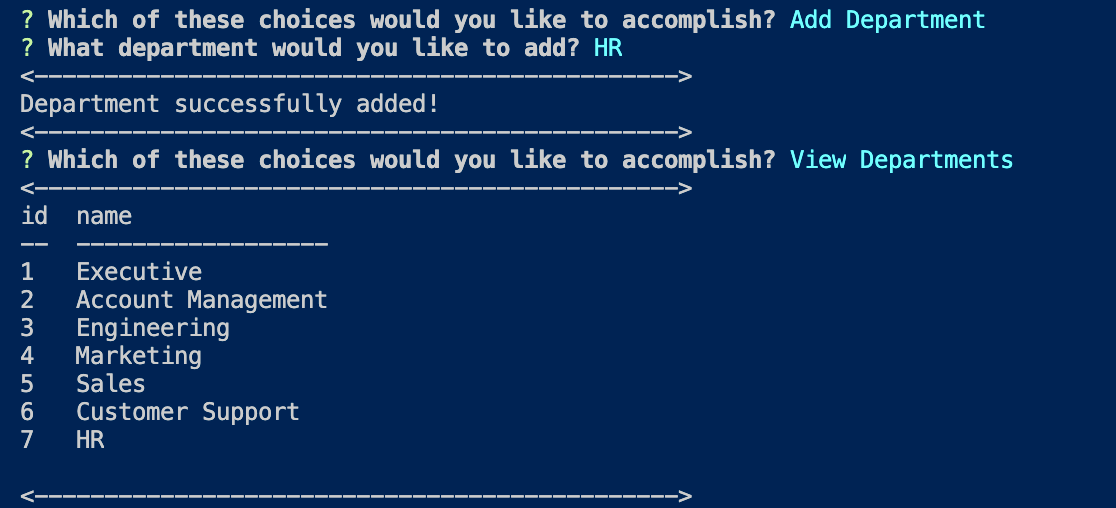 ? Which of these choices would you like to accomplish? Add Department
? What department would you like to add? HR
<---------------------------------------------->
Department successfully added!
<---------------------------------------------->
? Which of these choices would you like to accomplish? View Departments
<---------------------------------------------->
id  name
--  ------------------
1   Executive
2   Account Management
3   Engineering
4   Marketing
5   Sales
6   Customer Support
7   HR
<---------------------------------------------->